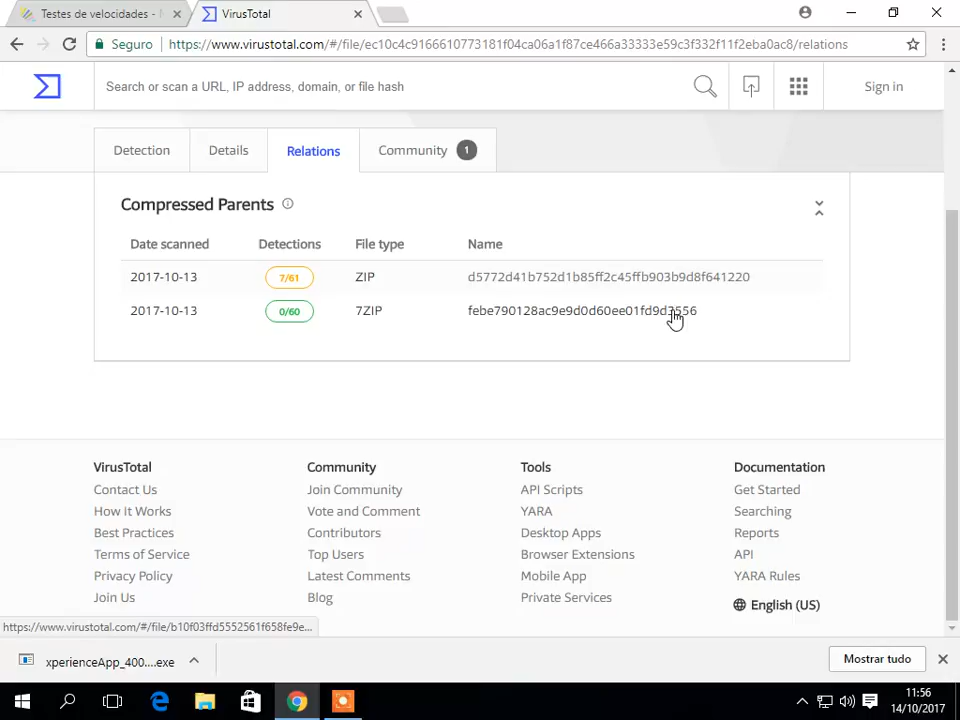 Testes de velocidades -
VirusTotal
Seguro
https://www.virustotal.com/#/file/ec10c4c9166610773181f04ca06a1f87ce466a33333e59c3f332f11f2eba0ac8/relations
Search or scan a URL, IP address, domain, or file hash
Sign in
Detection
Details
Relations
Community 1
Compressed Parents
Date scanned Detections File type Name
2017-10-13 7/61 ZIP d5772d41b752d1b85ff2c45ffb903b9d8f641220
2017-10-13 0/60 7ZIP febe790128ac9e9d0d60ee01fd9d3556
VirusTotal
Contact Us
How It Works
Best Practices
Terms of Service
Privacy Policy
Join Us
Community
Join Community
Vote and Comment
Contributors
Top Users
Latest Comments
Blog
Tools
API Scripts
YARA
Desktop Apps
Browser Extensions
Mobile App
Private Services
Documentation
Get Started
Searching
Reports
API
YARA Rules
English (US)
https://www.virustotal.com/#/file/b10f03ffd5552561f658fe9e...
xperienceApp_400....exe
Mostrar tudo
11:56
14/10/2017